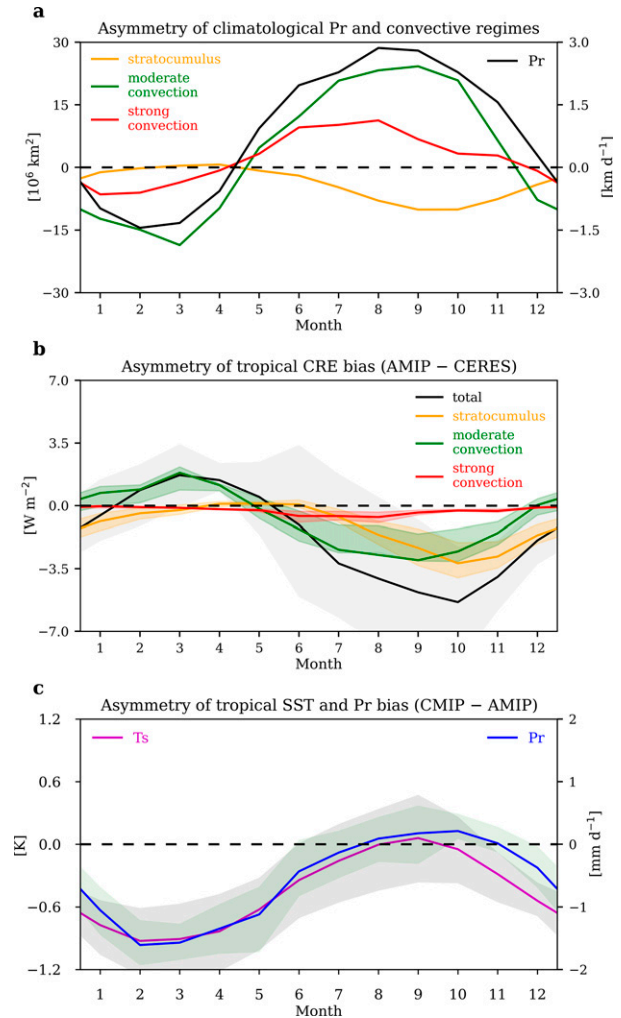 a
Asymmetry of climatological Pr and convective regimes
30
15
0
−15
−30
[10⁶ km²]
stratocumulus
moderate
convection
strong
convection
Pr
3.0
1.5
0.0
−1.5
−3.0
[km d⁻¹]
1 2 3 4 5 6 7 8 9 10 11 12
Month
b
Asymmetry of tropical CRE bias (AMIP − CERES)
7.0
3.5
0.0
−3.5
−7.0
[W m⁻²]
total
stratocumulus
moderate
convection
strong
convection
1 2 3 4 5 6 7 8 9 10 11 12
Month
c
Asymmetry of tropical SST and Pr bias (CMIP − AMIP)
1.2
0.6
0.0
−0.6
−1.2
[K]
Ts
Pr
2
1
0
−1
−2
[mm d⁻¹]
1 2 3 4 5 6 7 8 9 10 11 12
Month